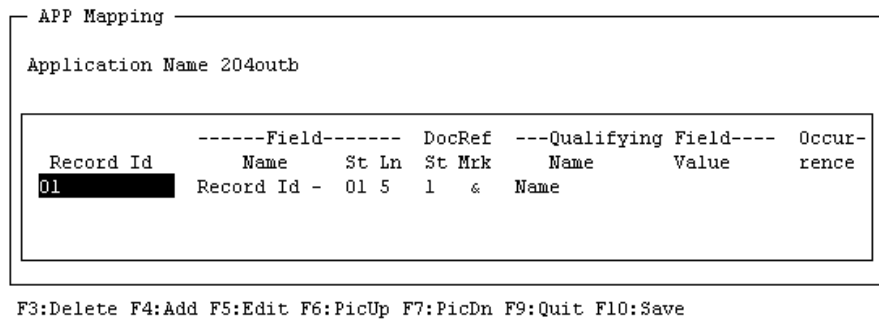 APP Mapping
Application Name 204outb
------Field------- DocRef ---Qualifying Field---- Occur-
Record Id Name St Ln St Mrk Name Value rence
01 Record Id - 01 5 1 & Name
F3:Delete F4:Add F5:Edit F6:PicUp F7:PicDn F9:Quit F10:Save